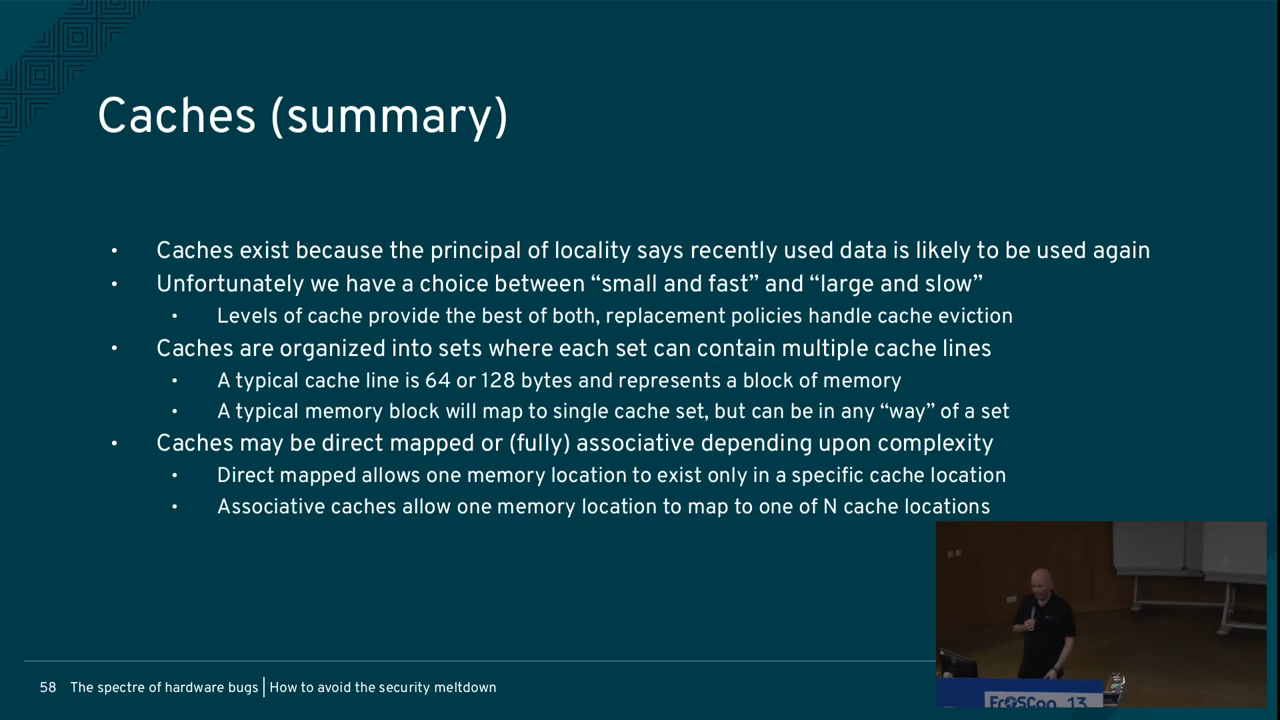 Caches (summary)
• Caches exist because the principal of locality says recently used data is likely to be used again
• Unfortunately we have a choice between “small and fast” and “large and slow”
• Levels of cache provide the best of both, replacement policies handle cache eviction
• Caches are organized into sets where each set can contain multiple cache lines
• A typical cache line is 64 or 128 bytes and represents a block of memory
• A typical memory block will map to single cache set, but can be in any “way” of a set
• Caches may be direct mapped or (fully) associative depending upon complexity
• Direct mapped allows one memory location to exist only in a specific cache location
• Associative caches allow one memory location to map to one of N cache locations
58 The spectre of hardware bugs | How to avoid the security meltdown
FrOSCon 13